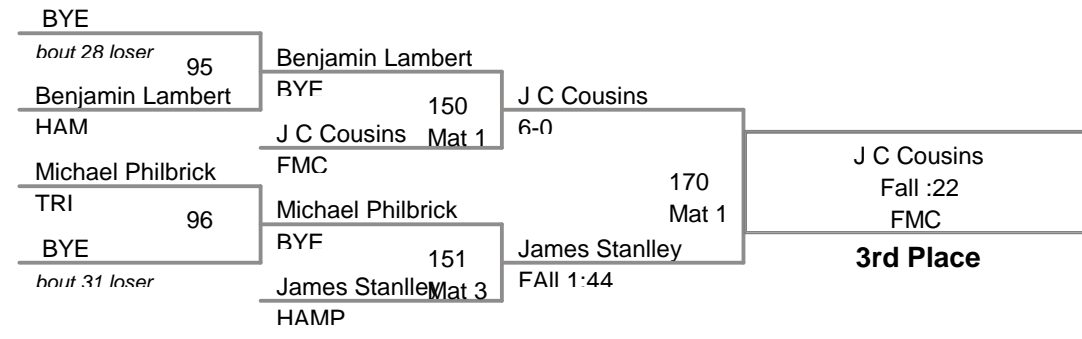 BYE
bout 28 loser
95
Benjamin Lambert
HAM
Michael Philbrick
TRI
96
BYE
bout 31 loser
Benjamin Lambert
BYE
150
J C Cousins Mat 1
FMC
Michael Philbrick
BYE
151
James Stanlley Mat 3
HAMP
J C Cousins
6-0
170
Mat 1
James Stanlley
FAll 1:44
J C Cousins
Fall :22
FMC
3rd Place